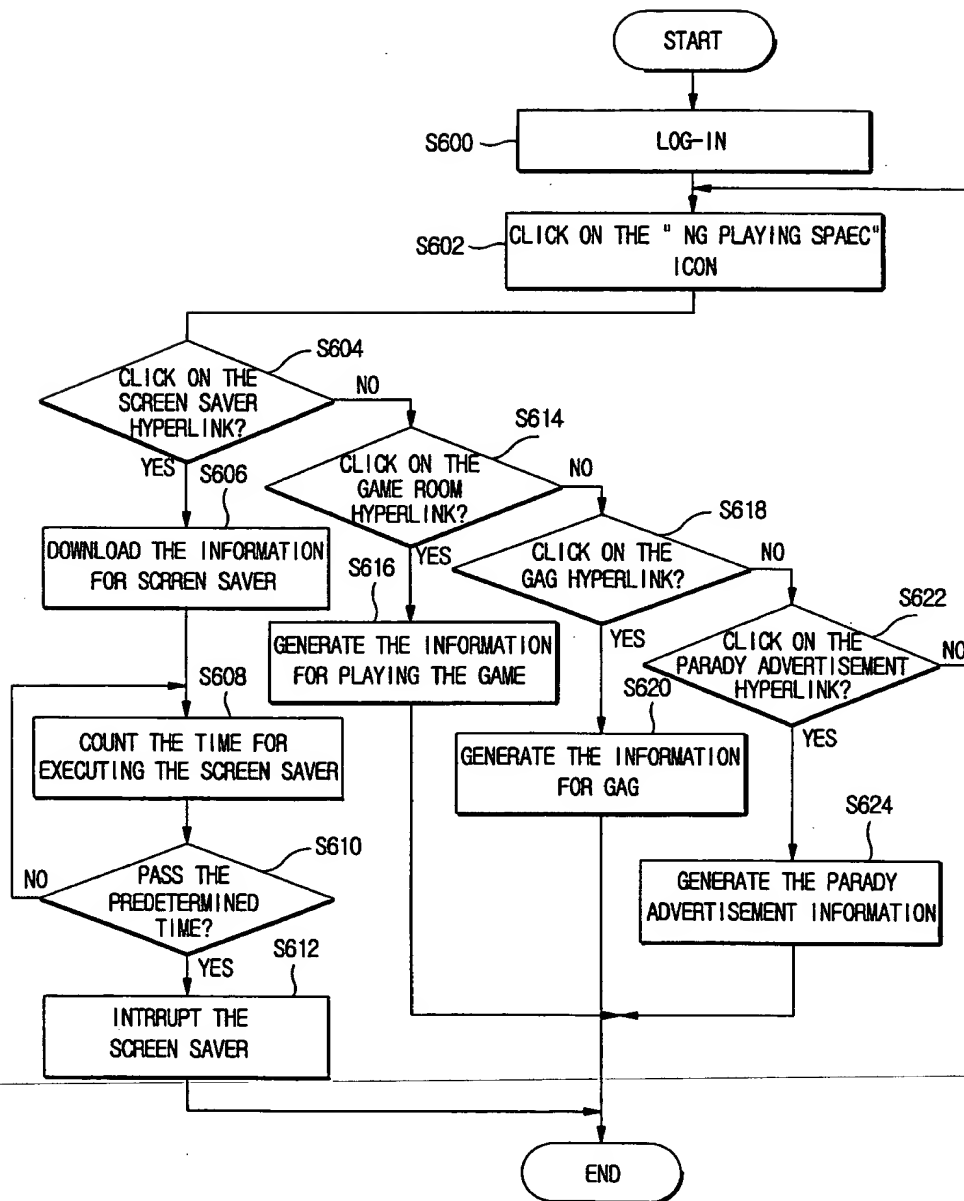 START
S600
LOG-IN
S602
CLICK ON THE " NG PLAYING SPAEC"
ICON
S604
CLICK ON THE
SCREEN SAVER
HYPERLINK?
NO
YES
S606
DOWNLOAD THE INFORMATION
FOR SCRREN SAVER
S608
COUNT THE TIME FOR
EXECUTING THE SCREEN SAVER
S610
PASS THE
PREDETERMINED
TIME?
NO
YES
S612
INTRRUPT THE
SCREEN SAVER
S614
CLICK ON THE
GAME ROOM
HYPERLINK?
NO
YES
S616
GENERATE THE INFORMATION
FOR PLAYING THE GAME
S618
CLICK ON THE
GAG HYPERLINK?
NO
YES
S620
GENERATE THE INFORMATION
FOR GAG
S622
CLICK ON THE
PARADY ADVERTISEMENT
HYPERLINK?
NO
YES
S624
GENERATE THE PARADY
ADVERTISEMENT INFORMATION
END